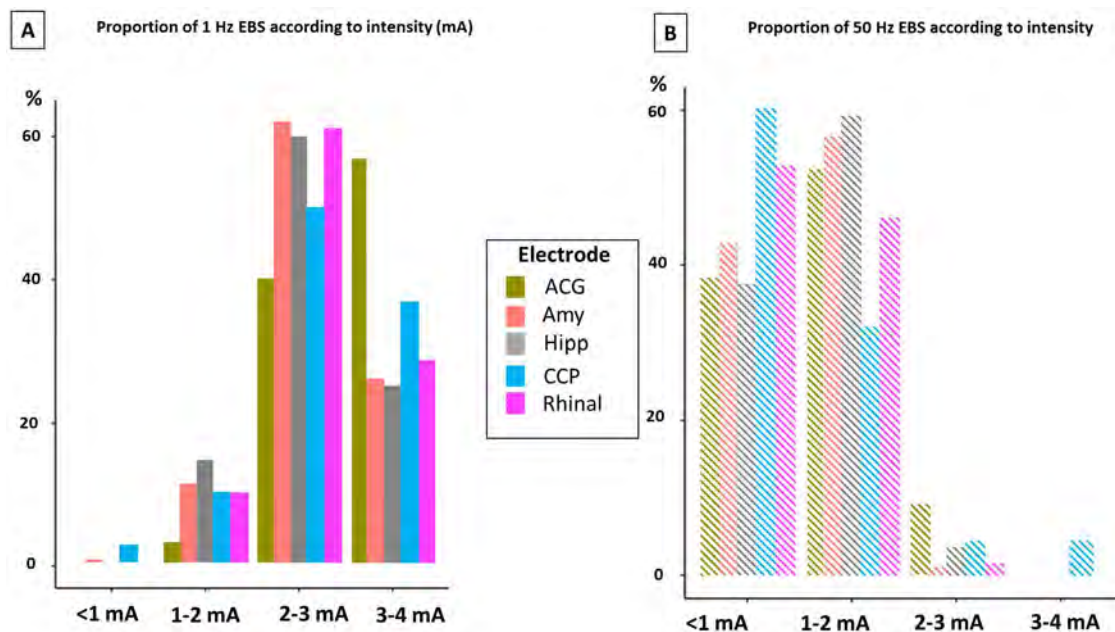 A
Proportion of 1 Hz EBS according to intensity (mA)
%
60
40
20
0
<1 mA
1-2 mA
2-3 mA
3-4 mA
Electrode
ACG
Amy
Hipp
CCP
Rhinal
B
Proportion of 50 Hz EBS according to intensity
%
60
40
20
0
<1 mA
1-2 mA
2-3 mA
3-4 mA